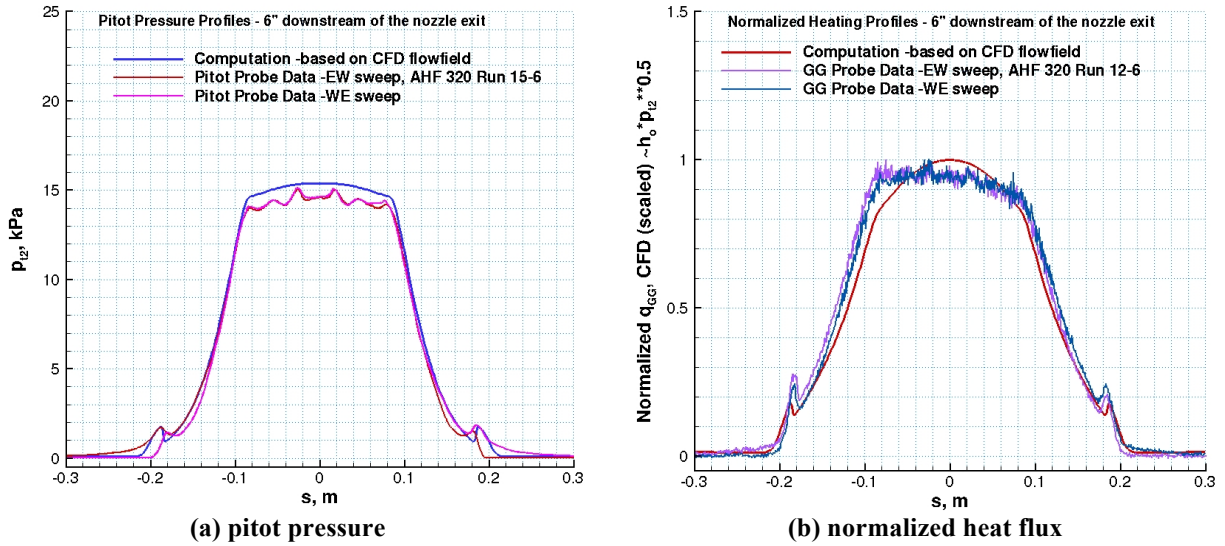 Pitot Pressure Profiles - 6" downstream of the nozzle exit
Computation -based on CFD flowfield
Pitot Probe Data -EW sweep, AHF 320 Run 15-6
Pitot Probe Data -WE sweep
25
20
15
10
5
0
pt2, kPa
-0.3 -0.2 -0.1 0 0.1 0.2 0.3
s, m
(a) pitot pressure
Normalized Heating Profiles - 6" downstream of the nozzle exit
Computation -based on CFD flowfield
GG Probe Data -EW sweep, AHF 320 Run 12-6
GG Probe Data -WE sweep
1.5
1
0.5
0
Normalized qGG, CFD (scaled) ~ho*pt2**0.5
-0.3 -0.2 -0.1 0 0.1 0.2 0.3
s, m
(b) normalized heat flux